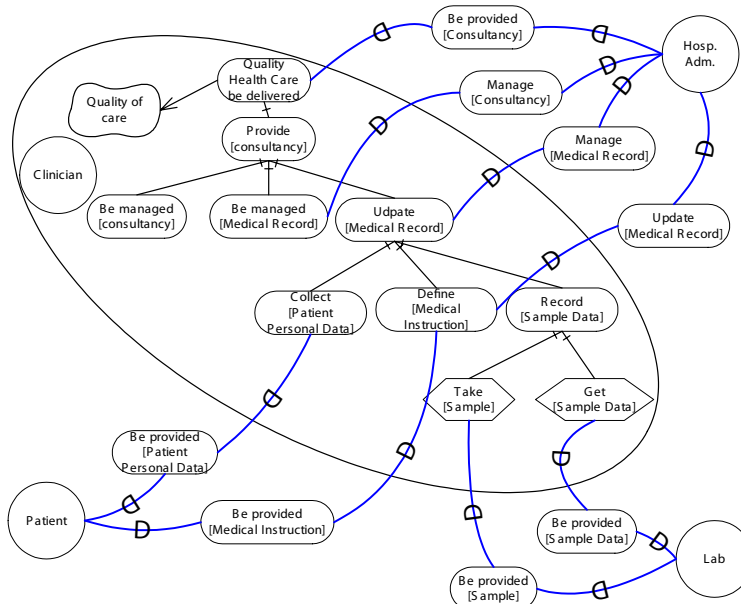 Be provided
[Consultancy]
Hosp.
Adm.
Quality
Health Care
be delivered
Quality of
care
Manage
[Consultancy]
Provide
[consultancy]
Manage
[Medical Record]
Clinician
Be managed
[consultancy]
Be managed
[Medical Record]
Udpate
[Medical Record]
Update
[Medical Record]
Collect
[Patient
Personal Data]
Define
[Medical
Instruction]
Record
[Sample Data]
Take
[Sample]
Get
[Sample Data]
Be provided
[Patient
Personal Data]
Patient
Be provided
[Medical Instruction]
Be provided
[Sample Data]
Lab
Be provided
[Sample]